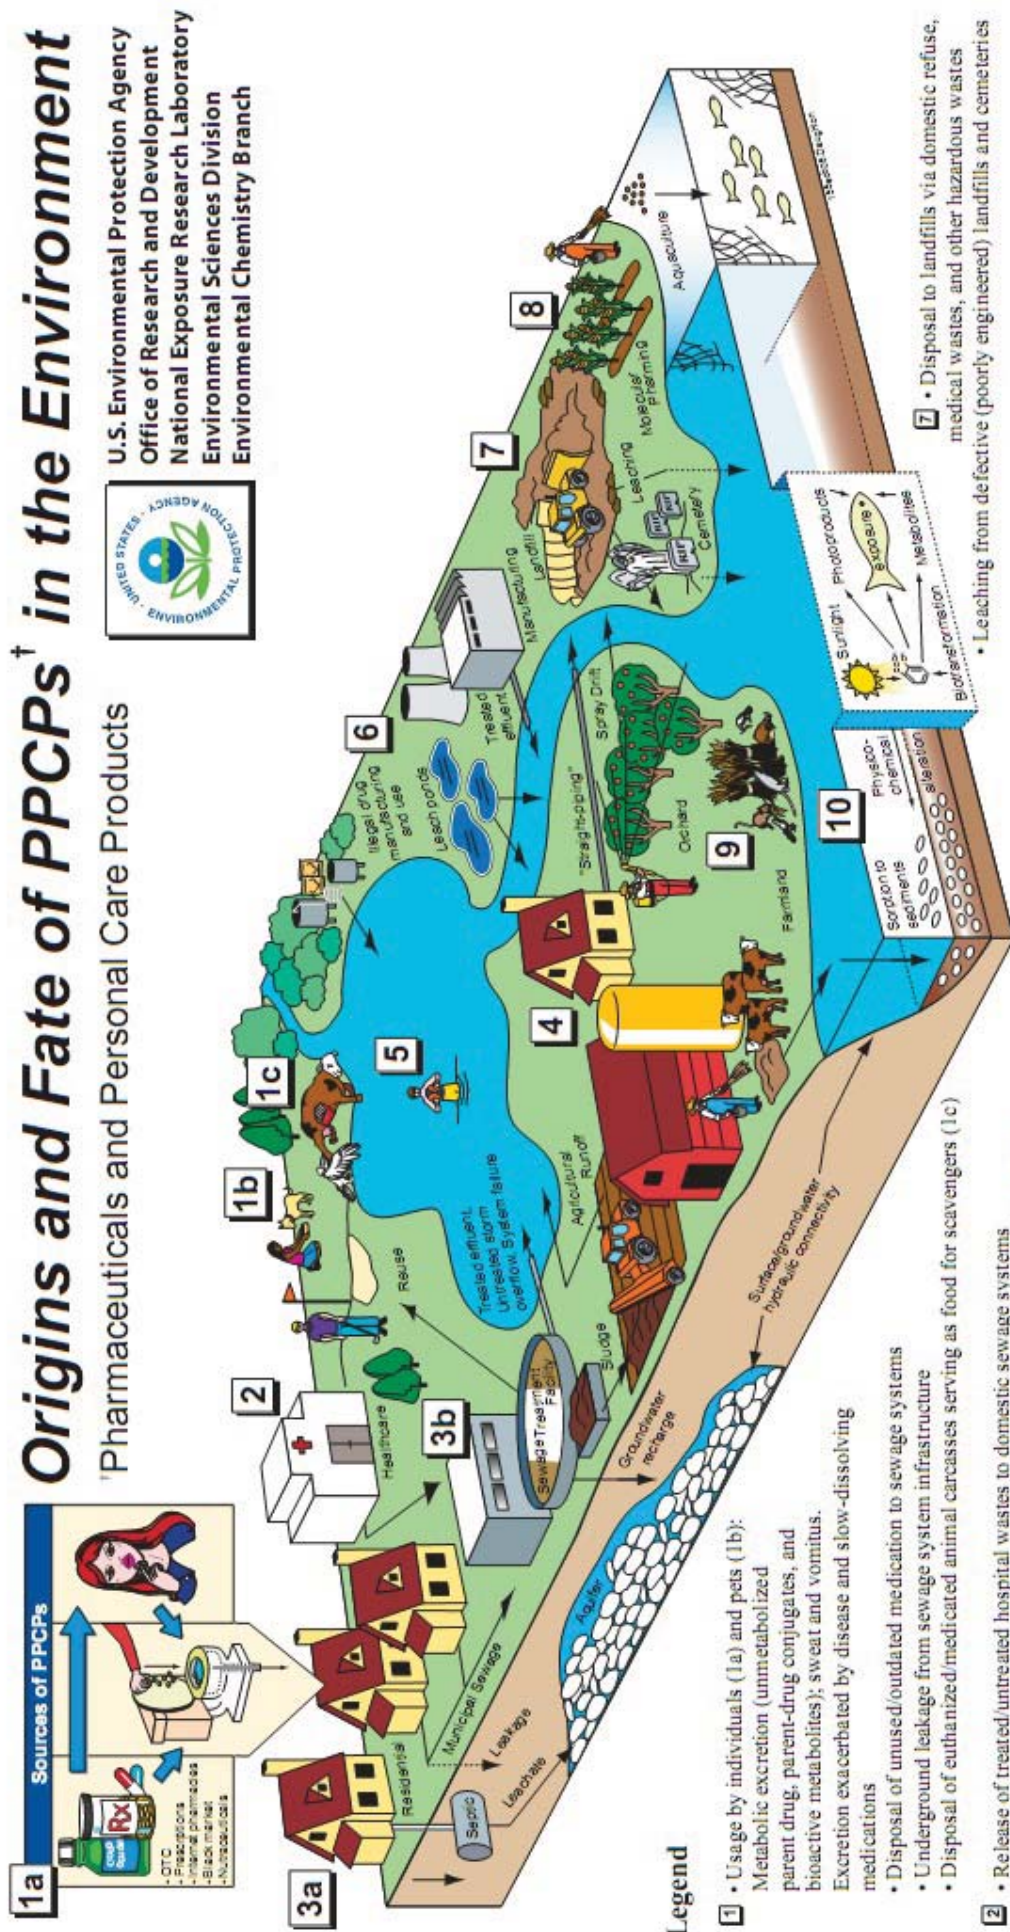 Origins and Fate of PPCPs† in the Environment
†Pharmaceuticals and Personal Care Products
U.S. Environmental Protection Agency
Office of Research and Development
National Exposure Research Laboratory
Environmental Sciences Division
Environmental Chemistry Branch
UNITED STATES • ENVIRONMENTAL PROTECTION AGENCY •
1a
Sources of PPCPs
Rx
• OTC
• Prescriptions
• Internet pharmacies
• Black market
• Nutraceuticals
2
Healthcare
1b
1c
Reuse
5
Illegal drug
manufacturing
and use
Leach ponds
6
Treated
effluent
Manufacturing
7
Landfill
Leaching
RIP
RIP
RIP
Cemetery
8
Molecular
Pharming
Aquaculture
3a
Residential
Septic
Municipal Sewage
Leakage
Leachate
3b
Sewage Treatment
Facility
Sludge
Treated effluent,
Untreated storm
overflow, System failure
Agricultural
Runoff
4
"Straight-piping"
Spray Drift
Orchard
9
Farmland
10
Groundwater
recharge
Aquifer
Surface/groundwater
hydraulic connectivity
Sorption to
sediments
Physico-
chemical
alteration
Sunlight
Photoproducts
exposure
Metabolites
Biotransformation
Legend
1 • Usage by individuals (1a) and pets (1b):
Metabolic excretion (unmetabolized
parent drug, parent-drug conjugates, and
bioactive metabolites); sweat and vomitus.
Excretion exacerbated by disease and slow-dissolving
medications
• Disposal of unused/outdated medication to sewage systems
• Underground leakage from sewage system infrastructure
• Disposal of euthanized/medicated animal carcasses serving as food for scavengers (1c)
2 • Release of treated/untreated hospital wastes to domestic sewage systems
7 • Disposal to landfills via domestic refuse,
medical wastes, and other hazardous wastes
• Leaching from defective (poorly engineered) landfills and cemeteries